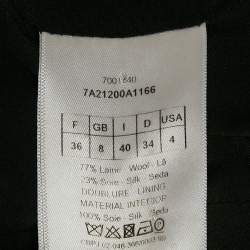 7001840
7A21200A1166
F GB I D USA
36 8 40 34 4
77% Laine - Wool - Lã
23% Soie - Silk - Seda
DOUBLURE - LINING
MATERIAL INTERIOR
100% Soie - Silk - Seda